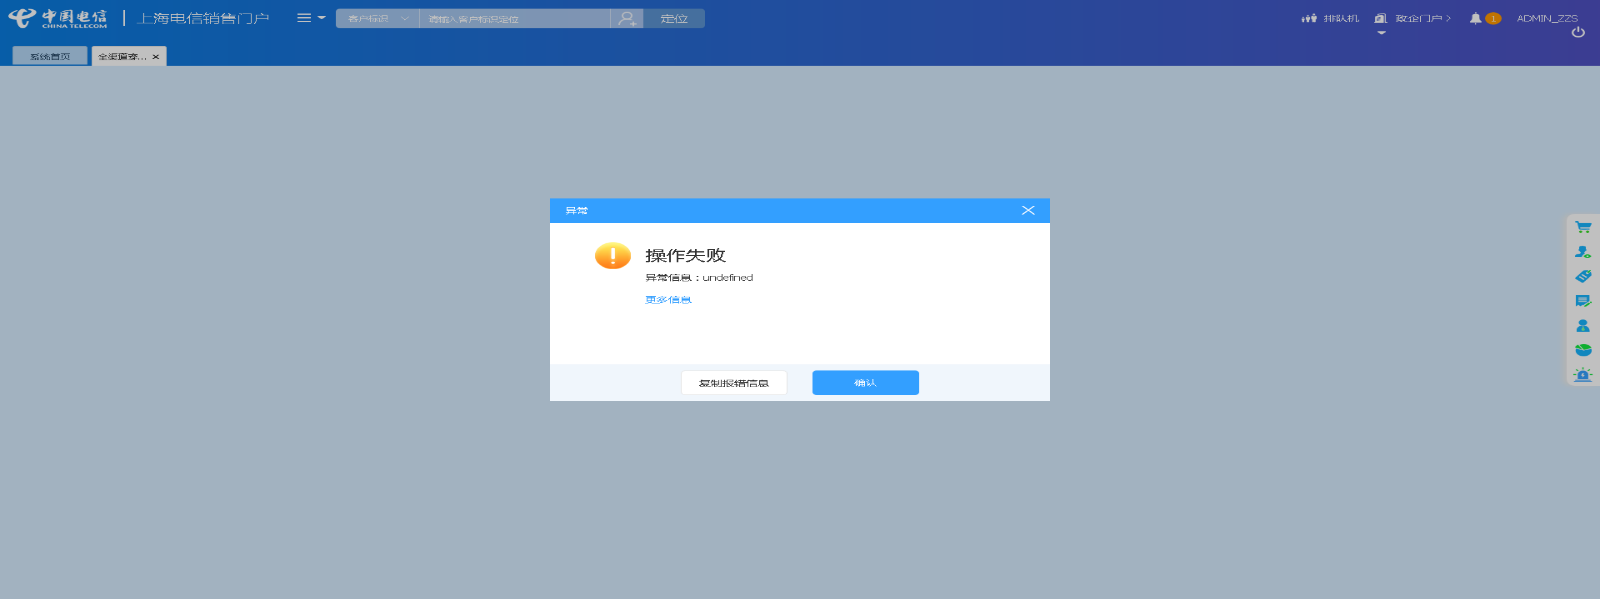 中国电信
CHINA TELECOM
上海电信销售门户
客户标识
请输入客户标识定位
定位
排队机
政企门户
1
ADMIN_ZZS
系统首页
全渠道查...
异常
操作失败
异常信息：undefined
更多信息
复制报错信息
确认